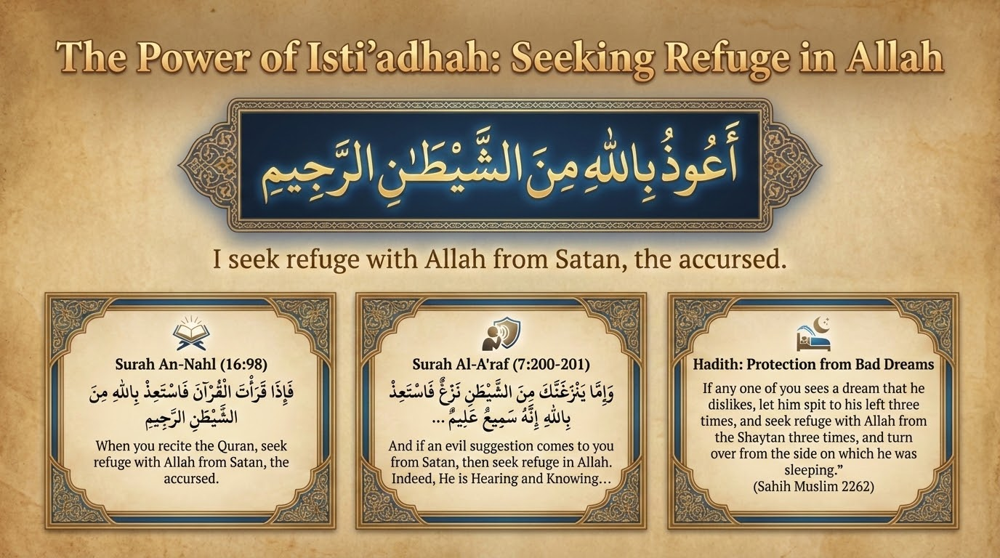 The Power of Isti’adhah: Seeking Refuge in Allah
أَعُوذُ بِاللهِ مِنَ الشَّيْطَـٰنِ الرَّجِيمِ
I seek refuge with Allah from Satan, the accursed.
Surah An-Nahl (16:98)
فَإِذَا قَرَأْتَ الْقُرْآنَ فَاسْتَعِذْ بِاللهِ مِنَ
الشَّيْطَنِ الرَّجِيمِ
When you recite the Quran, seek
refuge with Allah from Satan, the
accursed.
Surah Al-A'raf (7:200-201)
وَإِمَّا يَنْزَغَنَّكَ مِنَ الشَّيْطَنِ نَزْغٌ فَاسْتَعِذْ
بِاللهِ إِنَّهُ سَمِيعٌ عَلِيمٌ ...
And if an evil suggestion comes to you
from Satan, then seek refuge in Allah.
Indeed, He is Hearing and Knowing...
Hadith: Protection from Bad Dreams
If any one of you sees a dream that he
dislikes, let him spit to his left three
times, and seek refuge with Allah from
the Shaytan three times, and turn
over from the side on which he was
sleeping.”
(Sahih Muslim 2262)